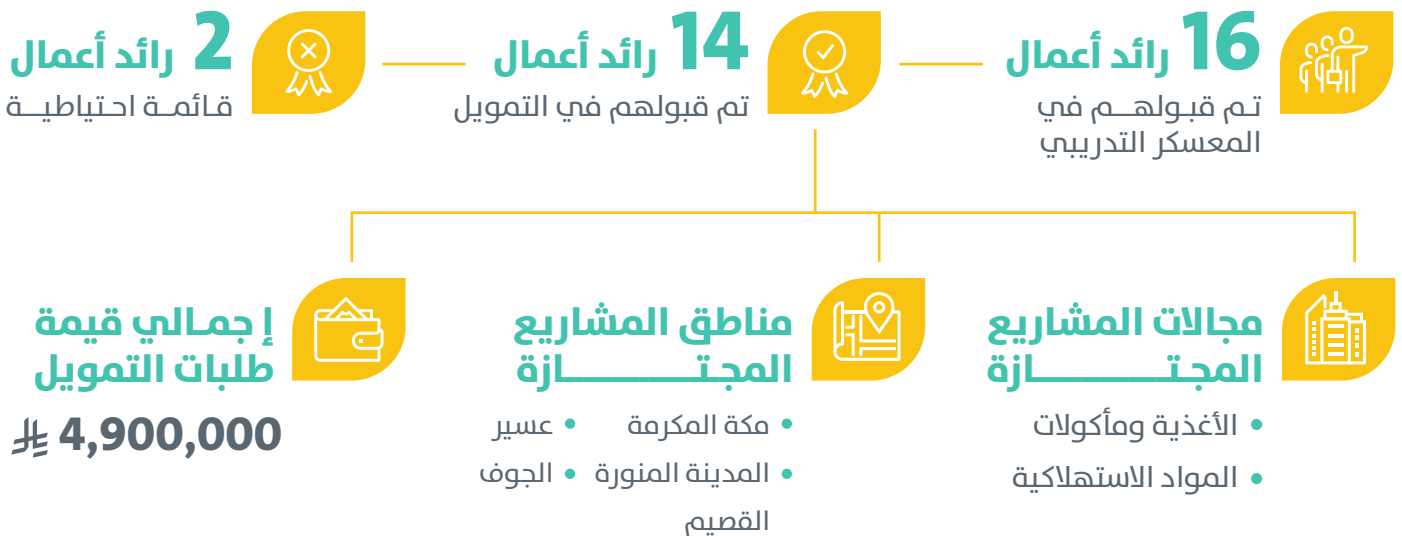 16 رائد أعمال
تم قبولهم في
المعسكر التدريبي
14 رائد أعمال
تم قبولهم في التمويل
2 رائد أعمال
قائمة احتياطية
مجالات المشاريع
المجتازة
• الأغذية ومأكولات
• المواد الاستهلاكية
مناطق المشاريع
المجتازة
• مكة المكرمة • عسير
• المدينة المنورة • الجوف
القصيم
إجمالي قيمة
طلبات التمويل
4,900,000 ⃁